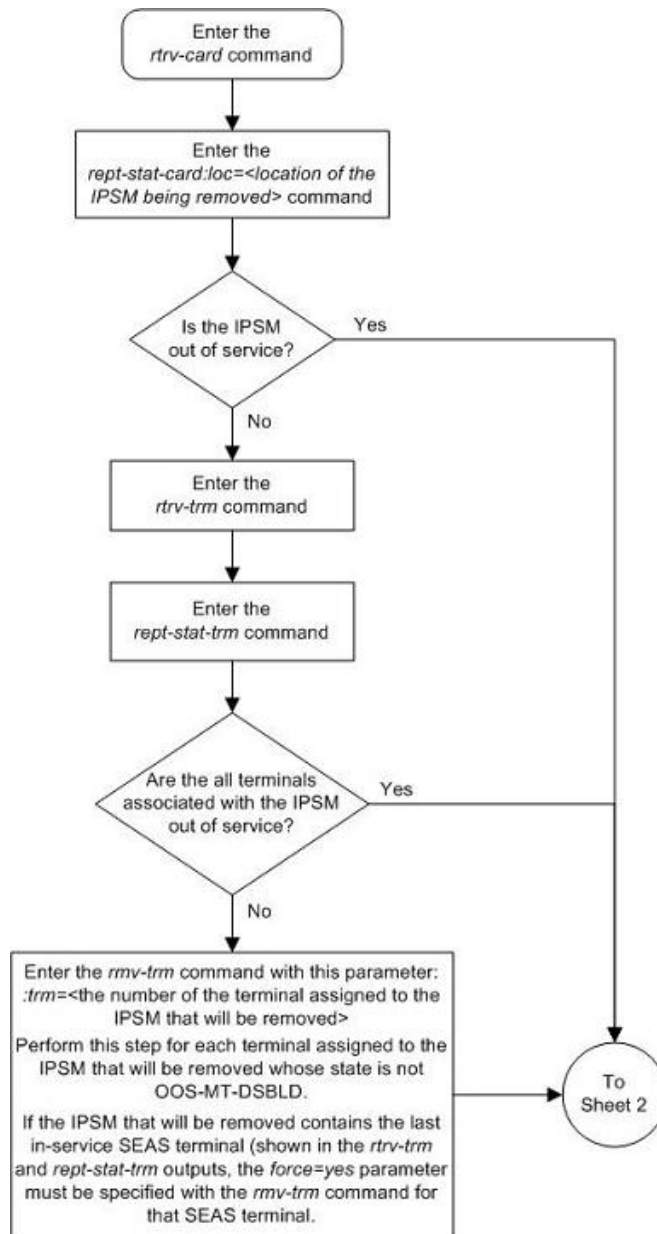 Enter the
rtrv-card command
Enter the
rept-stat-card:loc=<location of the
IPSM being removed> command
Is the IPSM
out of service?
Yes
No
Enter the
rtrv-trm command
Enter the
rept-stat-trm command
Are the all terminals
associated with the IPSM
out of service?
Yes
No
Enter the rmv-trm command with this parameter:
:trm=<the number of the terminal assigned to the
IPSM that will be removed>
Perform this step for each terminal assigned to the
IPSM that will be removed whose state is not
OOS-MT-DSBLD.
If the IPSM that will be removed contains the last
in-service SEAS terminal (shown in the rtrv-trm
and rept-stat-trm outputs, the force=yes parameter
must be specified with the rmv-trm command for
that SEAS terminal.
To
Sheet 2